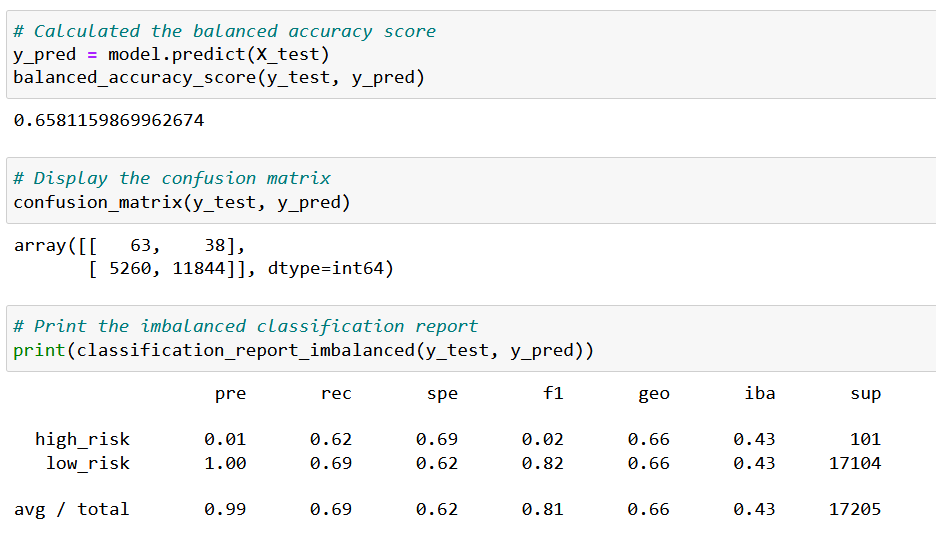 # Calculated the balanced accuracy score
y_pred = model.predict(X_test)
balanced_accuracy_score(y_test, y_pred)
0.6581159869962674
# Display the confusion matrix
confusion_matrix(y_test, y_pred)
array([[   63,    38],
       [ 5260, 11844]], dtype=int64)
# Print the imbalanced classification report
print(classification_report_imbalanced(y_test, y_pred))
pre rec spe f1 geo iba sup
high_risk 0.01 0.62 0.69 0.02 0.66 0.43 101
low_risk 1.00 0.69 0.62 0.82 0.66 0.43 17104
avg / total 0.99 0.69 0.62 0.81 0.66 0.43 17205